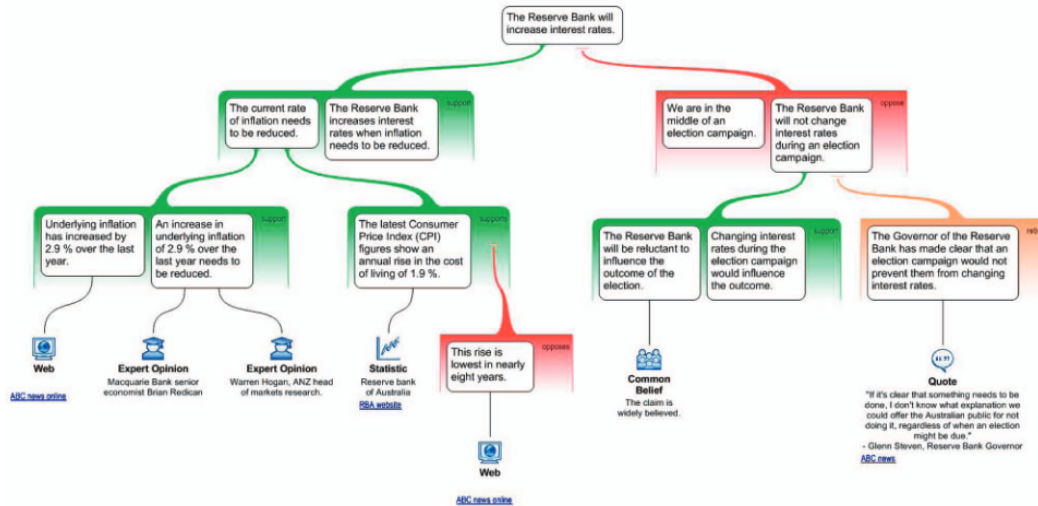 The Reserve Bank will
increase interest rates.
The current rate
of inflation needs
to be reduced.
The Reserve Bank
increases interest
rates when inflation
needs to be reduced.
support
We are in the
middle of an
election campaign.
The Reserve Bank
will not change
interest rates
during an election
campaign.
oppose
Underlying inflation
has increased by
2.9 % over the last
year.
An increase in
underlying inflation
of 2.9 % over the
last year needs to
be reduced.
support
The latest Consumer
Price Index (CPI)
figures show an
annual rise in the cost
of living of 1.9 %.
supports
The Reserve Bank
will be reluctant to
influence the
outcome of the
election.
Changing interest
rates during the
election campaign
would influence
the outcome.
support
The Governor of the Reserve
Bank has made clear that an
election campaign would not
prevent them from changing
interest rates.
reb
Web
ABC news online
Expert Opinion
Macquarie Bank senior
economist Brian Redican
Expert Opinion
Warren Hogan, ANZ head
of markets research.
Statistic
Reserve bank
of Australia
RBA website
This rise is
lowest in nearly
eight years.
opposes
Web
ABC news online
Common
Belief
The claim is
widely believed.
Quote
"If it's clear that something needs to be
done, I don't know what explanation we
could offer the Australian public for not
doing it, regardless of when an election
might be due."
- Glenn Steven, Reserve Bank Governor
ABC news